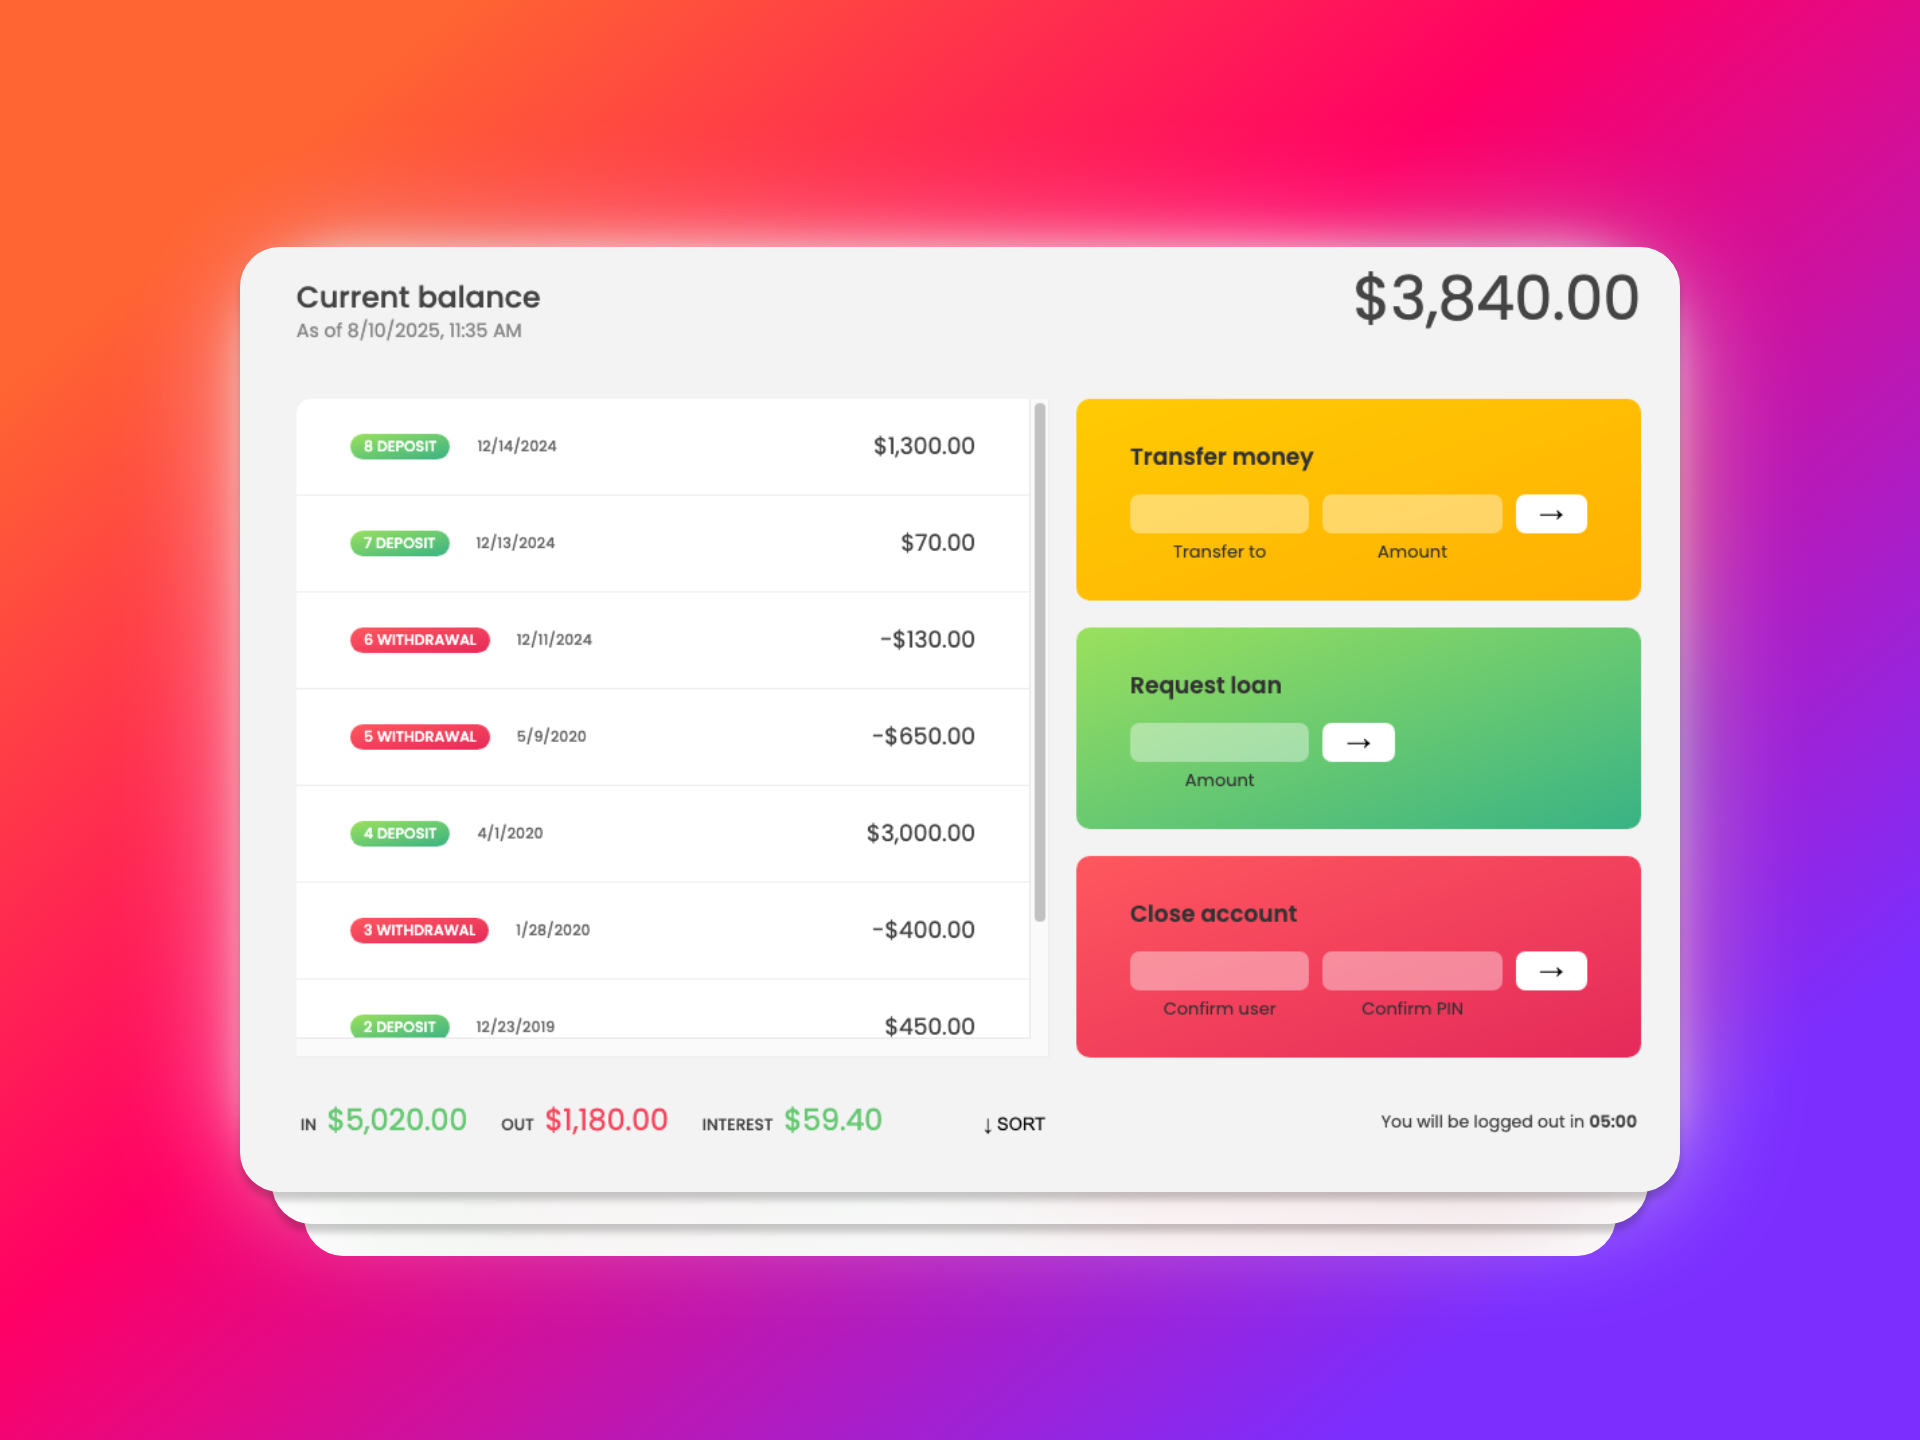 Current balance
As of 8/10/2025, 11:35 AM
$3,840.00
8 DEPOSIT 12/14/2024 $1,300.00
7 DEPOSIT 12/13/2024 $70.00
6 WITHDRAWAL 12/11/2024 -$130.00
5 WITHDRAWAL 5/9/2020 -$650.00
4 DEPOSIT 4/1/2020 $3,000.00
3 WITHDRAWAL 1/28/2020 -$400.00
2 DEPOSIT 12/23/2019 $450.00
Transfer money
→
Transfer to Amount
Request loan
→
Amount
Close account
→
Confirm user Confirm PIN
IN $5,020.00 OUT $1,180.00 INTEREST $59.40 ↓ SORT
You will be logged out in 05:00